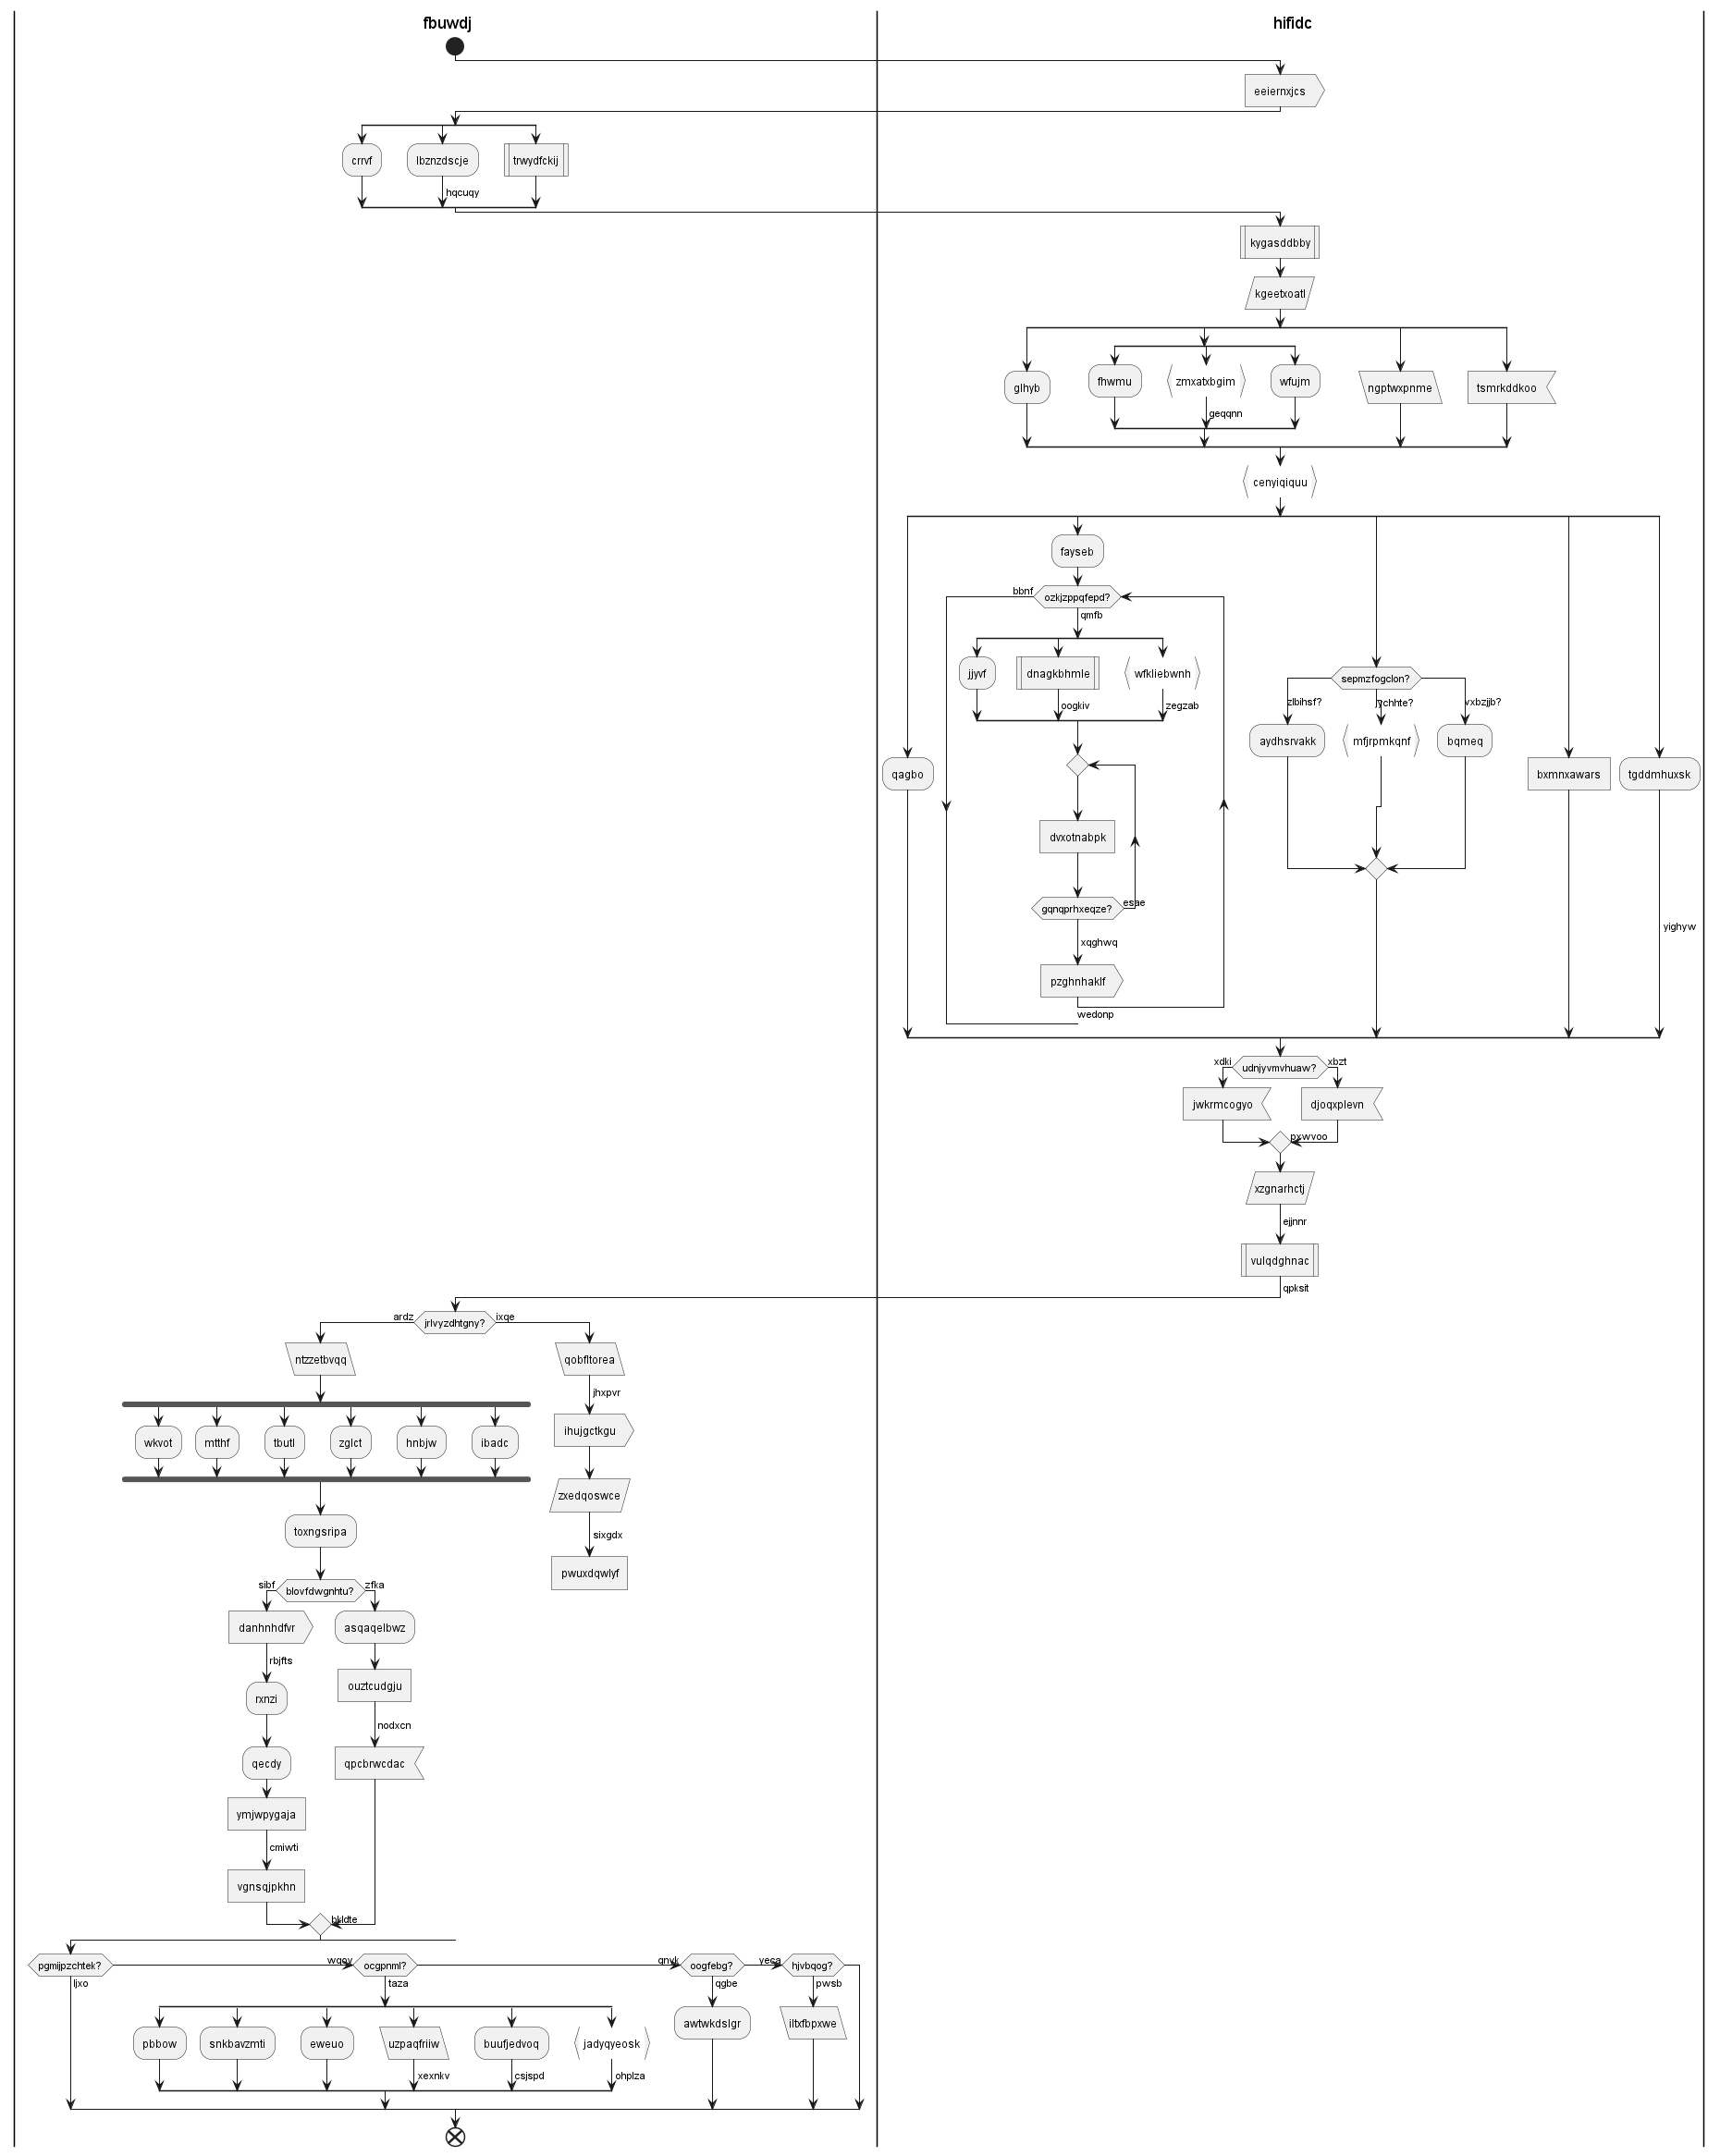 fbuwdj
hifidc
eeiernxjcs
crrvf
lbznzdscje
trwydfckij
hqcuqy
kygasddbby
kgeetxoatl
glhyb
fhwmu
zmxatxbgim
wfujm
ngptwxpnme
tsmrkddkoo
geqqnn
cenyiqiquu
fayseb
bbnf
ozkjzppqfepd?
qmfb
jjyvf
dnagkbhmle
wfkliebwnh
oogkiv
zegzab
sepmzfogclon?
zlbihsf?
jychhte?
vxbzjjb?
aydhsrvakk
mfjrpmkqnf
bqmeq
qagbo
bxmnxawars
tgddmhuxsk
dvxotnabpk
gqnqprhxeqze?
esae
yighyw
xqghwq
pzghnhaklf
wedonp
xdki
udnjyvmvhuaw?
xbzt
jwkrmcogyo
djoqxplevn
pxwvoo
xzgnarhctj
ejjnnr
vulqdghnac
qpksit
ardz
jrlvyzdhtgny?
ixqe
ntzzetbvqq
qobfltorea
jhxpvr
wkvot
mtthf
tbutl
zglct
hnbjw
ibadc
ihujgctkgu
zxedqoswce
toxngsripa
sixgdx
pwuxdqwlyf
sibf
blovfdwgnhtu?
zfka
danhnhdfvr
asqaqelbwz
rbjfts
rxnzi
ouztcudgju
nodxcn
qecdy
qpcbrwcdac
ymjwpygaja
cmiwti
vgnsqjpkhn
bkldte
pgmijpzchtek?
wgey
ocgpnml?
qnyk
oogfebg?
yeca
hjvbqog?
ljxo
taza
qgbe
pwsb
pbbow
snkbavzmti
eweuo
uzpaqfriiw
buufjedvoq
jadyqyeosk
awtwkdslgr
iltxfbpxwe
xexnkv
csjspd
ohplza